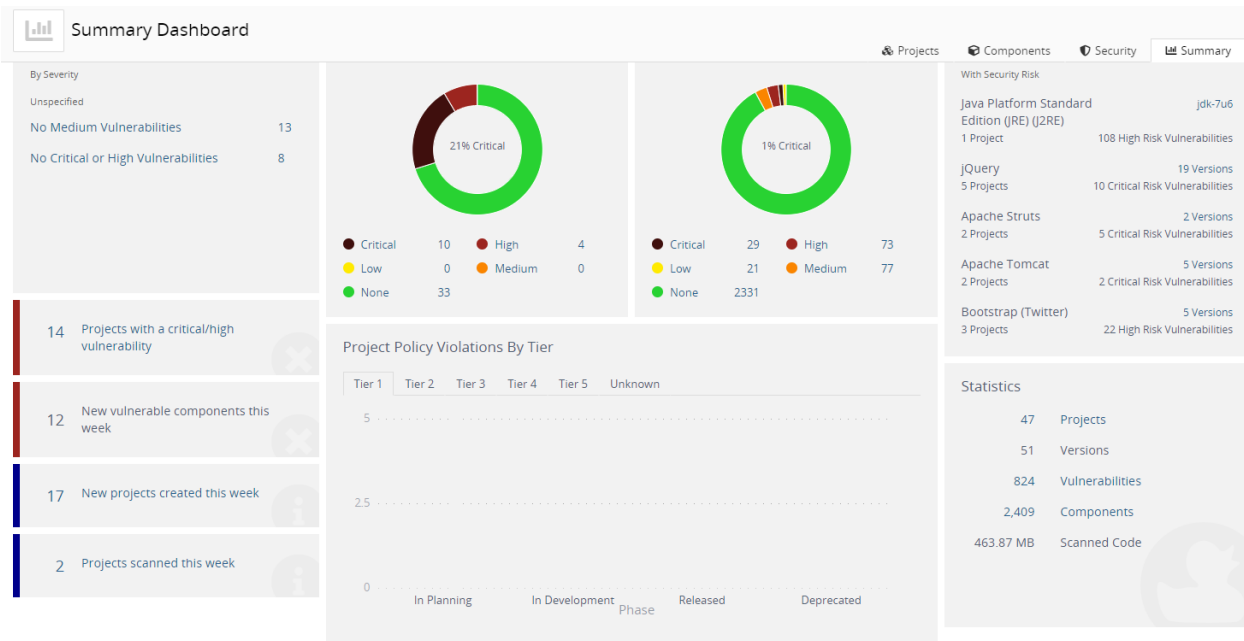 Summary Dashboard
Projects
Components
Security
Summary
By Severity
Unspecified
No Medium Vulnerabilities 13
No Critical or High Vulnerabilities 8
14 Projects with a critical/high
vulnerability
12 New vulnerable components this
week
17 New projects created this week
2 Projects scanned this week
21% Critical
Critical 10 High 4
Low 0 Medium 0
None 33
1% Critical
Critical 29 High 73
Low 21 Medium 77
None 2331
Project Policy Violations By Tier
Tier 1 Tier 2 Tier 3 Tier 4 Tier 5 Unknown
5
2.5
0
In Planning In Development Released Deprecated
Phase
With Security Risk
Java Platform Standard jdk-7u6
Edition (JRE) (J2RE)
1 Project 108 High Risk Vulnerabilities
jQuery 19 Versions
5 Projects 10 Critical Risk Vulnerabilities
Apache Struts 2 Versions
2 Projects 5 Critical Risk Vulnerabilities
Apache Tomcat 5 Versions
2 Projects 2 Critical Risk Vulnerabilities
Bootstrap (Twitter) 5 Versions
3 Projects 22 High Risk Vulnerabilities
Statistics
47 Projects
51 Versions
824 Vulnerabilities
2,409 Components
463.87 MB Scanned Code